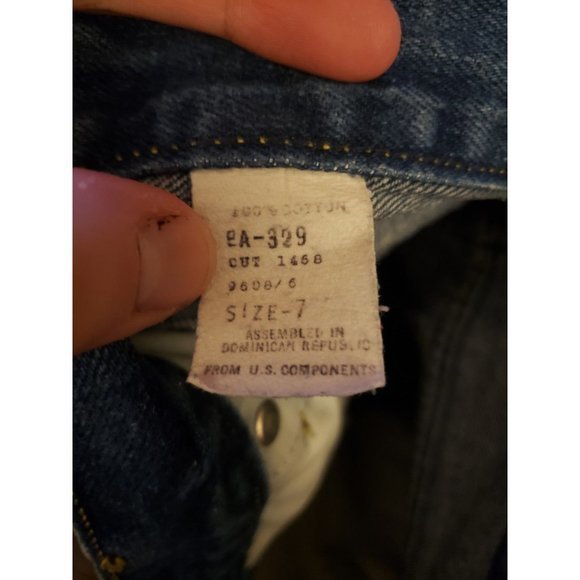 100% COTTON
EA-329
CUT 1468
9608/6
SIZE-7
ASSEMBLED IN
DOMINICAN REPUBLIC
FROM U.S. COMPONENTS